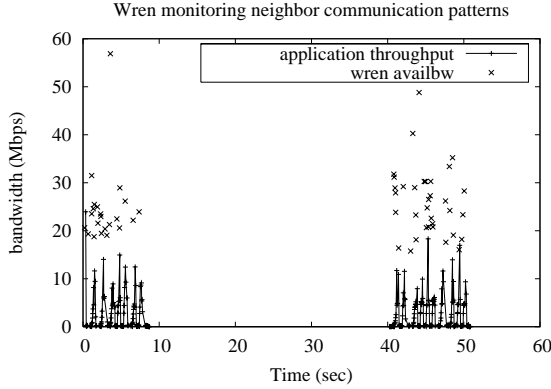 Wren monitoring neighbor communication patterns
application throughput
wren availbw
60
50
40
30
20
10
0
bandwidth (Mbps)
0 10 20 30 40 50 60
Time (sec)